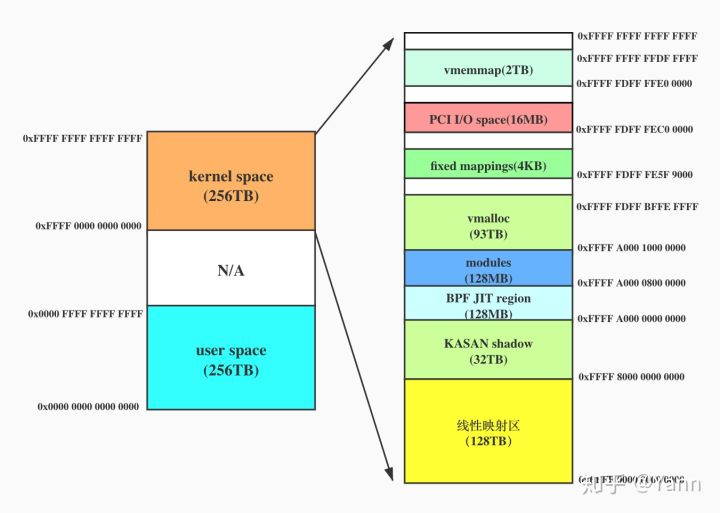 0xFFFF FFFF FFFF FFFF
kernel space
(256TB)
0xFFFF 0000 0000 0000
N/A
0x0000 FFFF FFFF FFFF
user space
(256TB)
0x0000 0000 0000 0000
0xFFFF FFFF FFFF FFFF
0xFFFF FFFF FFDF FFFF
vmemmap(2TB)
0xFFFF FDFF FFE0 0000
PCI I/O space(16MB)
0xFFFF FDFF FEC0 0000
fixed mappings(4KB)
0xFFFF FDFF FE5F 9000
0xFFFF FDFF BFFE FFFF
vmalloc
(93TB)
0xFFFF A000 1000 0000
modules
(128MB)
0xFFFF A000 0800 0000
BPF JIT region
(128MB)
0xFFFF A000 0000 0000
KASAN shadow
(32TB)
0xFFFF 8000 0000 0000
线性映射区
(128TB)
知乎 @Yann